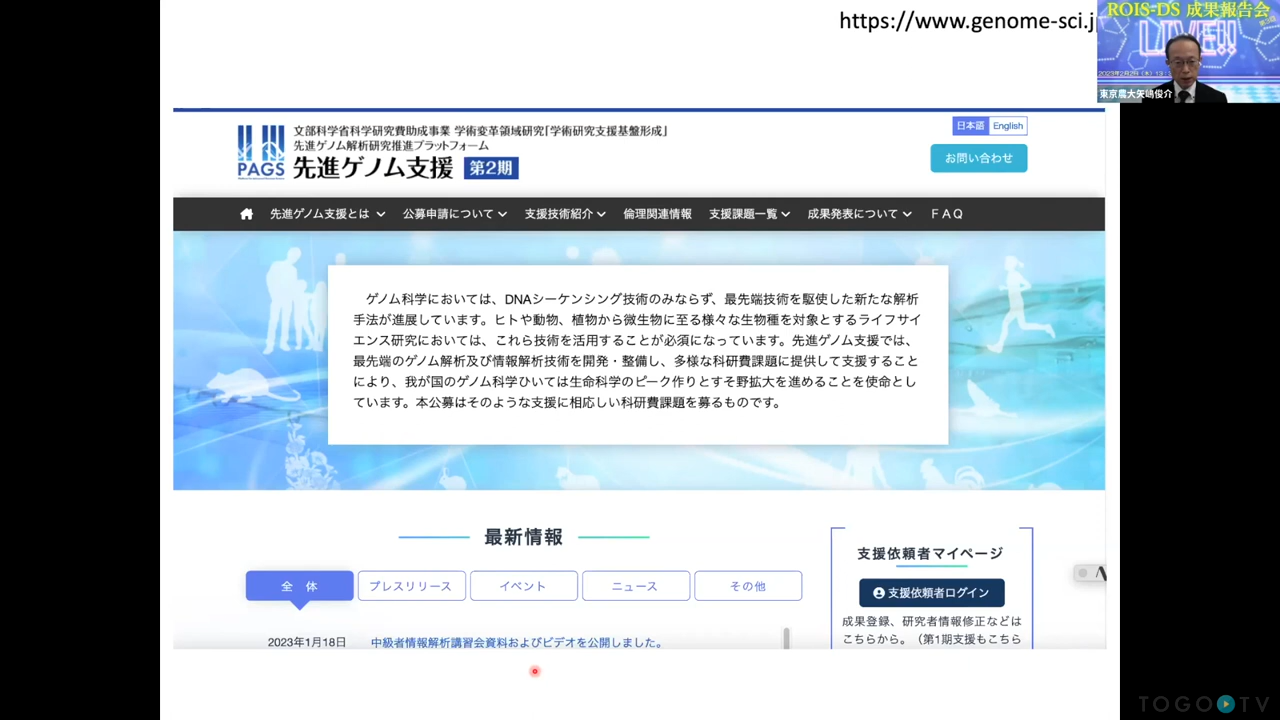 https://www.genome-sci.j
ROIS-DS 成果報告会
LIVE!!
東京農大矢嶋俊介
文部科学省科学研究費助成事業 学術変革領域研究「学術研究支援基盤形成」
先進ゲノム解析研究推進プラットフォーム
PAGS
先進ゲノム支援 第2期
日本語 English
お問い合わせ
先進ゲノム支援とは 公募申請について 支援技術紹介 倫理関連情報 支援課題一覧 成果発表について FAQ
ゲノム科学においては、DNAシーケンシング技術のみならず、最先端技術を駆使した新たな解析
手法が進展しています。ヒトや動物、植物から微生物に至る様々な生物種を対象とするライフサイ
エンス研究においては、これら技術を活用することが必須になっています。先進ゲノム支援では、
最先端のゲノム解析及び情報解析技術を開発・整備し、多様な科研費課題に提供して支援すること
により、我が国のゲノム科学ひいては生命科学のピーク作りとすそ野拡大を進めることを使命とし
ています。本公募はそのような支援に相応しい科研費課題を募るものです。
最新情報
全 体 プレスリリース イベント ニュース その他
2023年1月18日 中級者情報解析講習会資料およびビデオを公開しました。
支援依頼者マイページ
支援依頼者ログイン
成果登録、研究者情報修正などは
こちらから。（第1期支援もこちら
TOGO TV